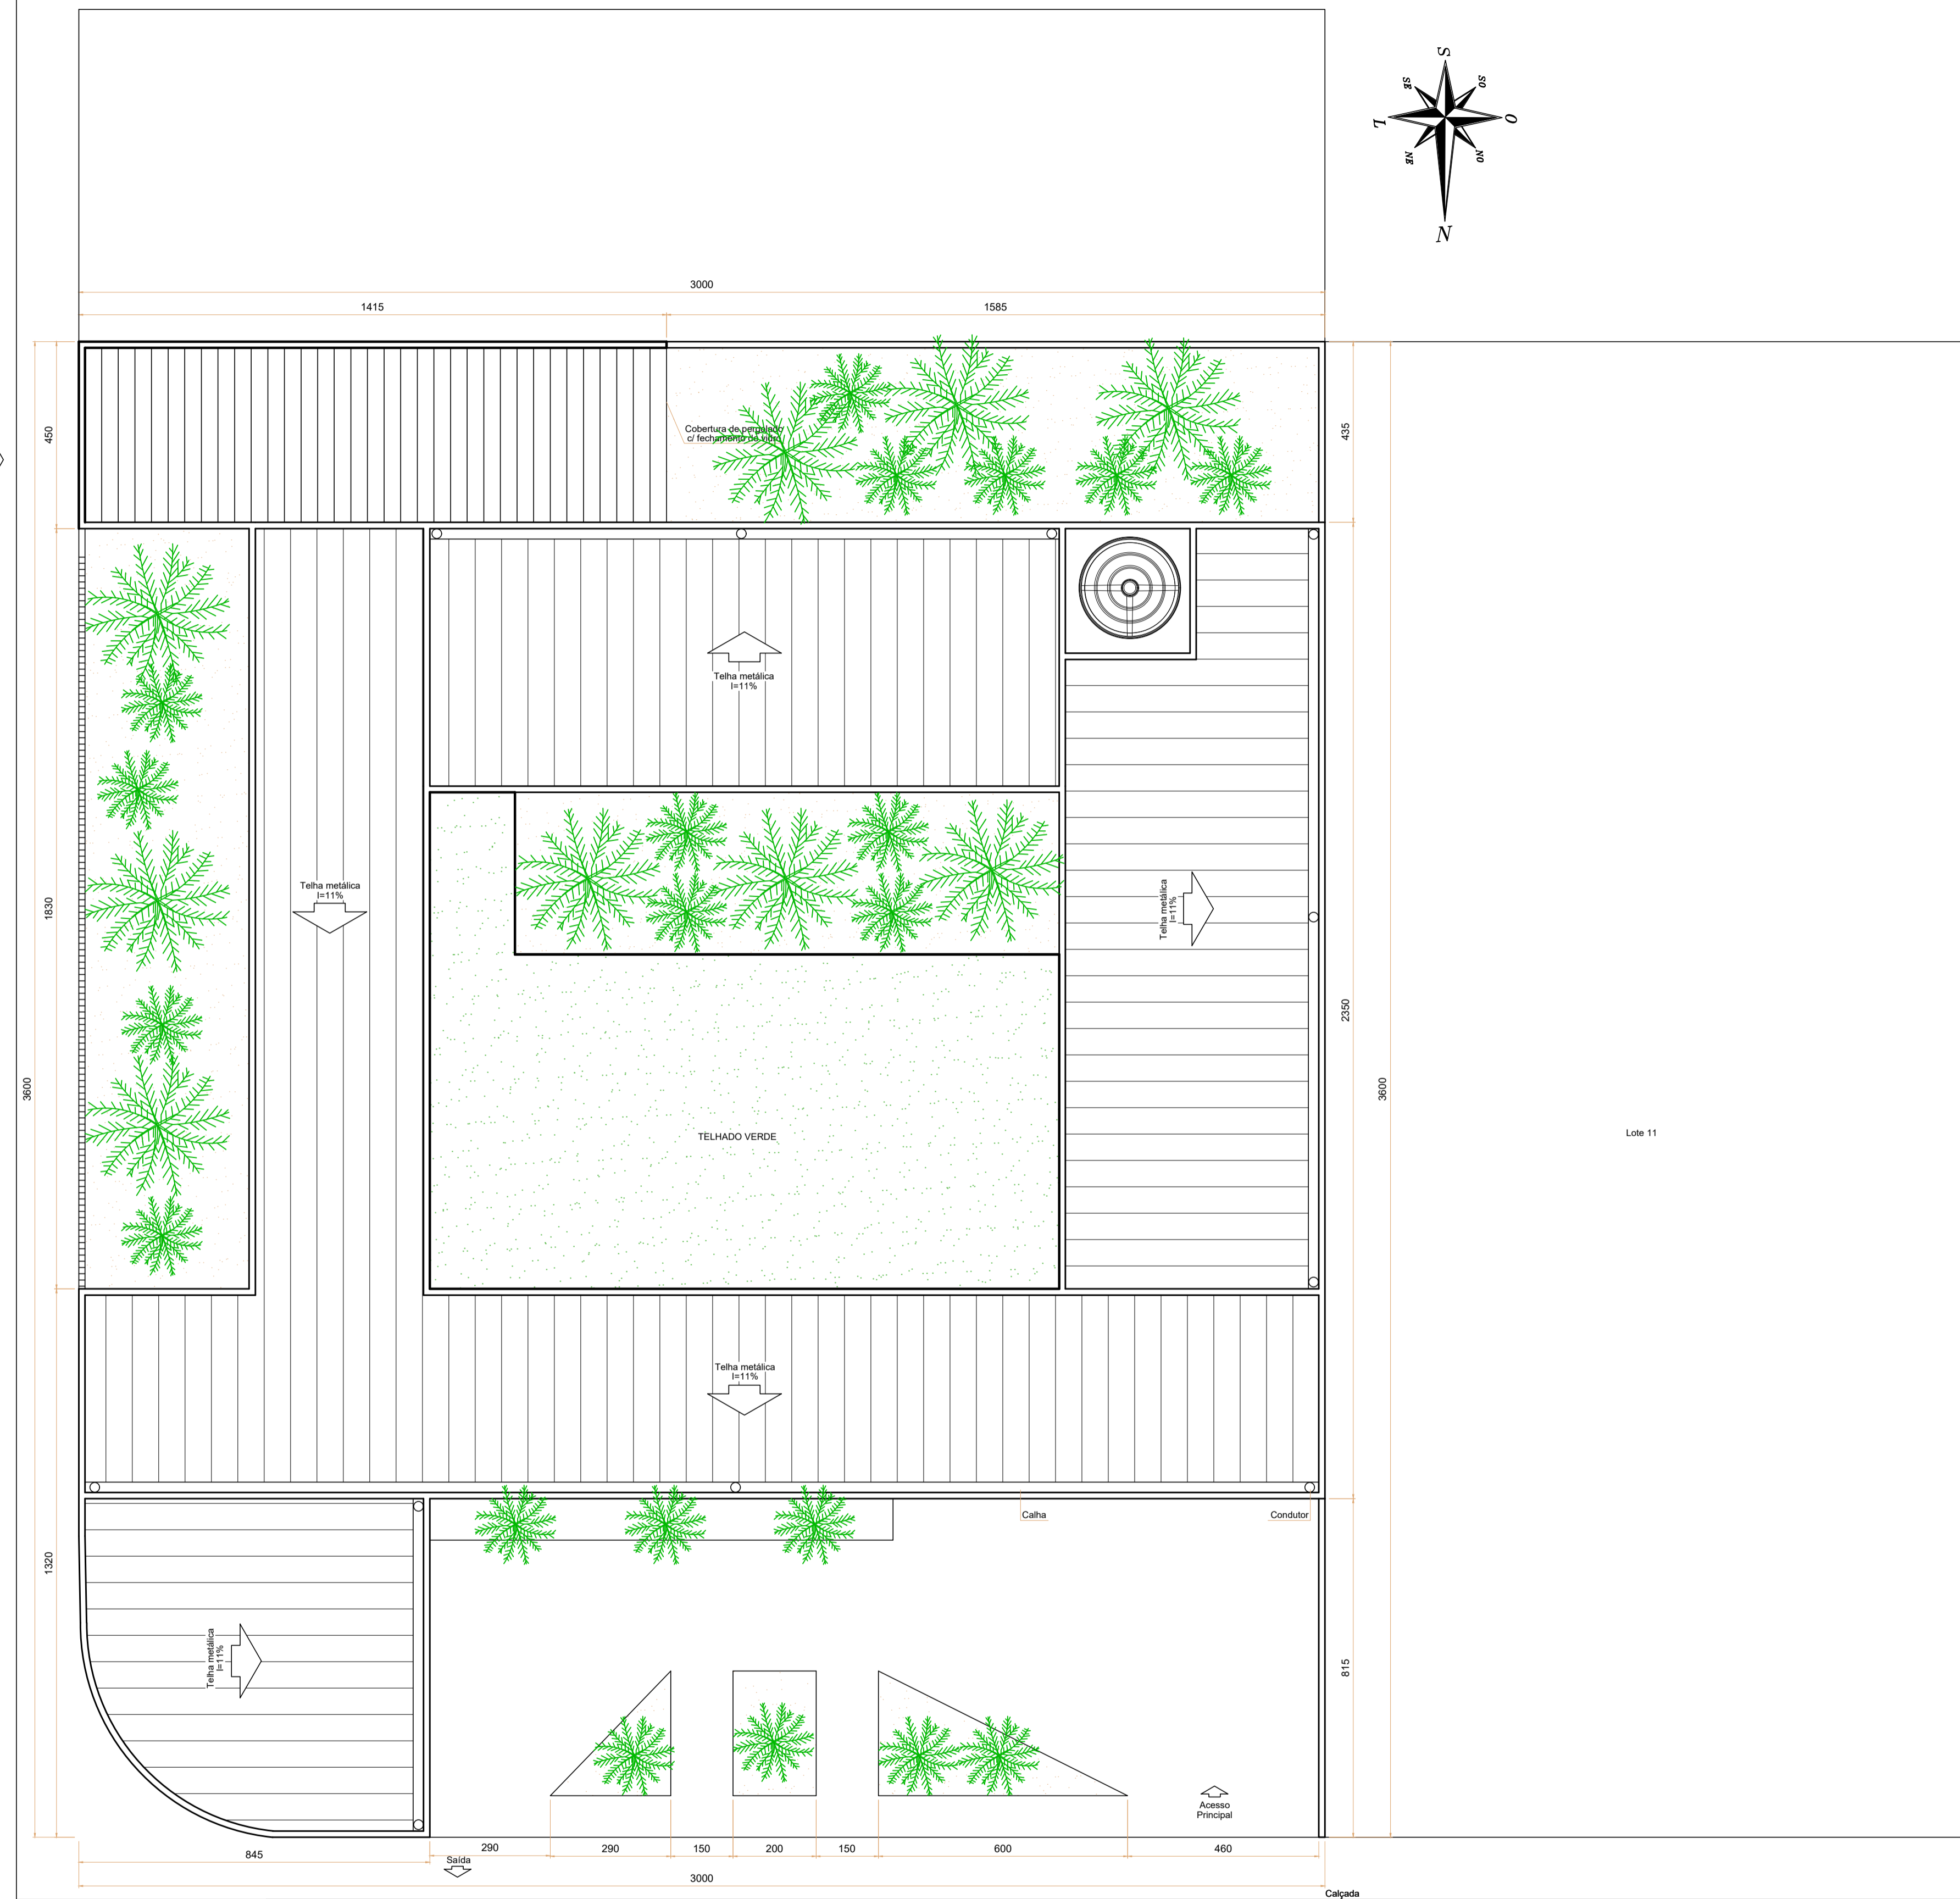 S
SE
SO
L
O
NE
NO
N
3000
1415
1585
450
Cobertura de pergolado
c/ fechamento de vidro
435
Telha metálica
I=11%
Telha metálica
I=11%
Telha metálica
I=11%
1830
2350
3600
3600
TELHADO VERDE
Lote 11
Telha metálica
I=11%
Calha
Condutor
1320
Telha metálica
I=11%
815
Acesso
Principal
845
290
290
150
200
150
600
460
Saída
3000
Calçada